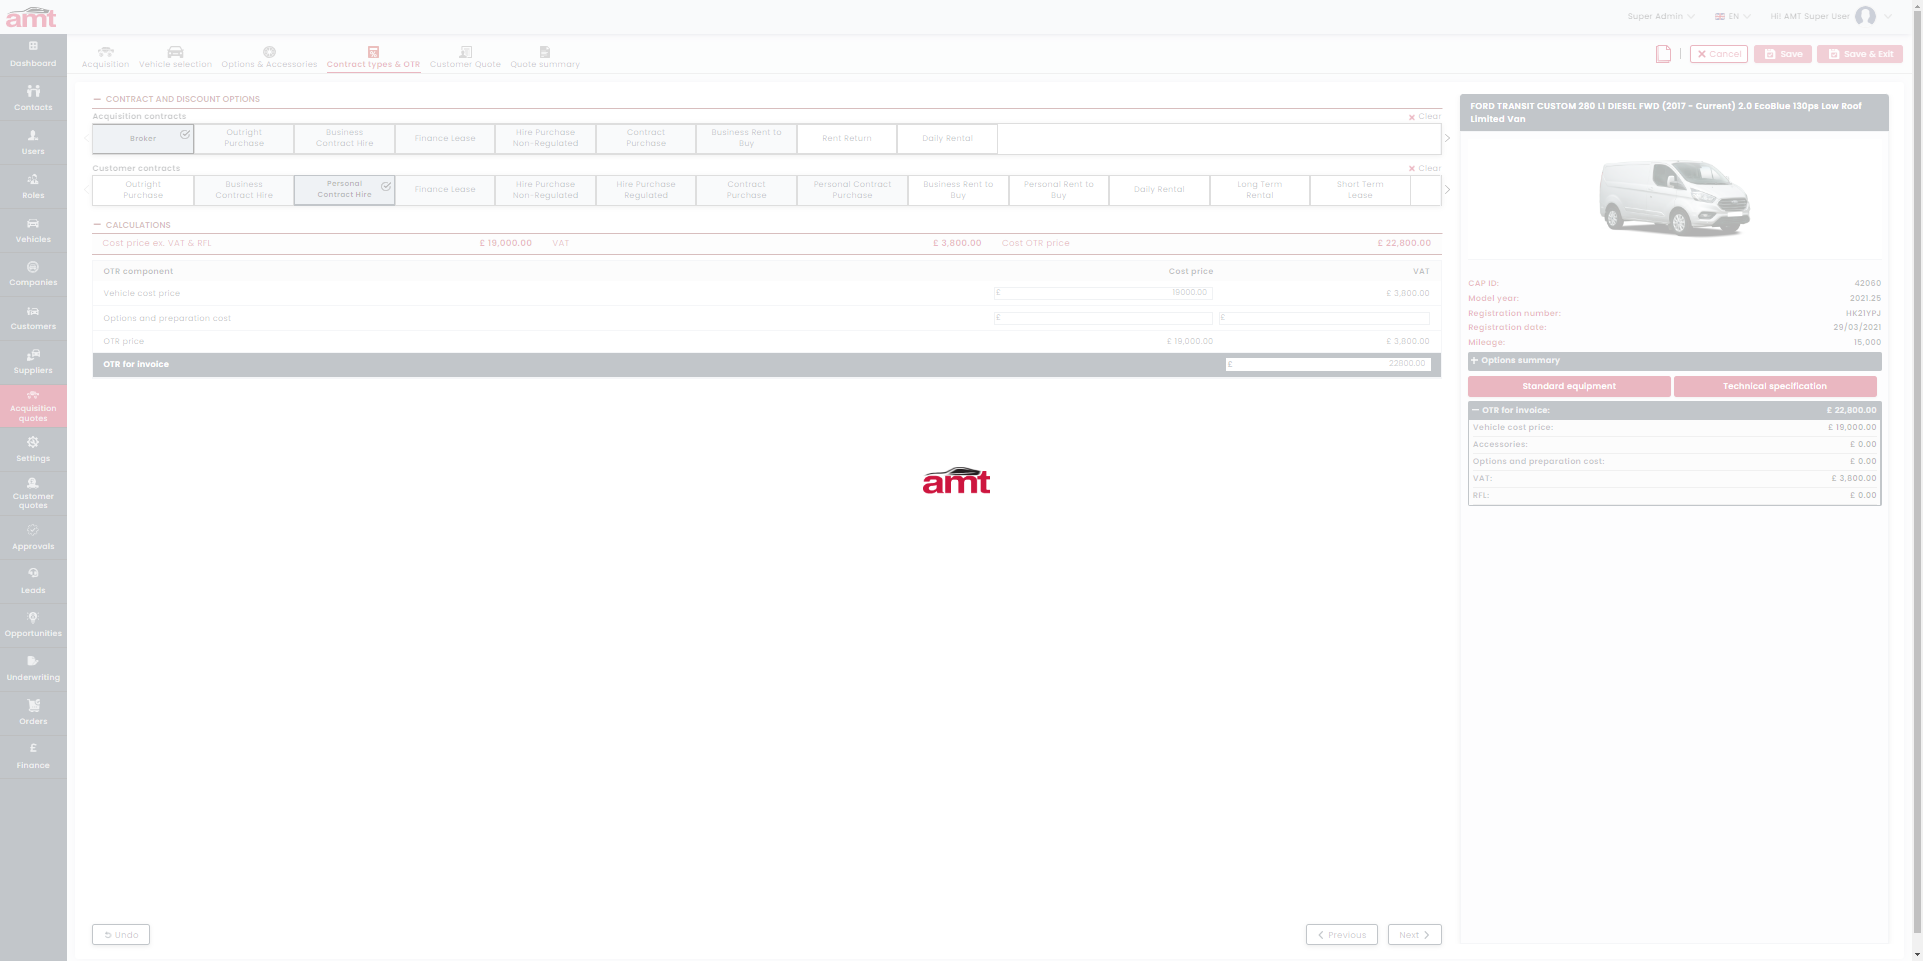 amt
Super Admin
EN
Hi! AMT Super User
Dashboard
Contacts
Users
Roles
Vehicles
Companies
Customers
Suppliers
Acquisition
quotes
Settings
Customer
quotes
Approvals
Leads
Opportunities
Underwriting
Orders
£
Finance
Acquisition
Vehicle selection
Options & Accessories
Contract types & OTR
Customer Quote
Quote summary
Cancel
Save
Save & Exit
CONTRACT AND DISCOUNT OPTIONS
Acquisition contracts
Clear
Broker
Outright
Purchase
Business
Contract Hire
Finance Lease
Hire Purchase
Non-Regulated
Contract
Purchase
Business Rent to
Buy
Rent Return
Daily Rental
Customer contracts
Clear
Outright
Purchase
Business
Contract Hire
Personal
Contract Hire
Finance Lease
Hire Purchase
Non-Regulated
Hire Purchase
Regulated
Contract
Purchase
Personal Contract
Purchase
Business Rent to
Buy
Personal Rent to
Buy
Daily Rental
Long Term
Rental
Short Term
Lease
CALCULATIONS
Cost price ex. VAT & RFL £ 19,000.00 VAT £ 3,800.00 Cost OTR price £ 22,800.00
OTR component Cost price VAT
Vehicle cost price £ 19000.00 £ 3,800.00
Options and preparation cost £ £
OTR price £ 19,000.00 £ 3,800.00
OTR for invoice £ 22800.00
amt
Undo
Previous
Next
FORD TRANSIT CUSTOM 280 L1 DIESEL FWD (2017 - Current) 2.0 EcoBlue 130ps Low Roof
Limited Van
CAP ID: 42060
Model year: 2021.25
Registration number: HK21YPJ
Registration date: 29/03/2021
Mileage: 15,000
+ Options summary
Standard equipment
Technical specification
OTR for invoice: £ 22,800.00
Vehicle cost price: £ 19,000.00
Accessories: £ 0.00
Options and preparation cost: £ 0.00
VAT: £ 3,800.00
RFL: £ 0.00